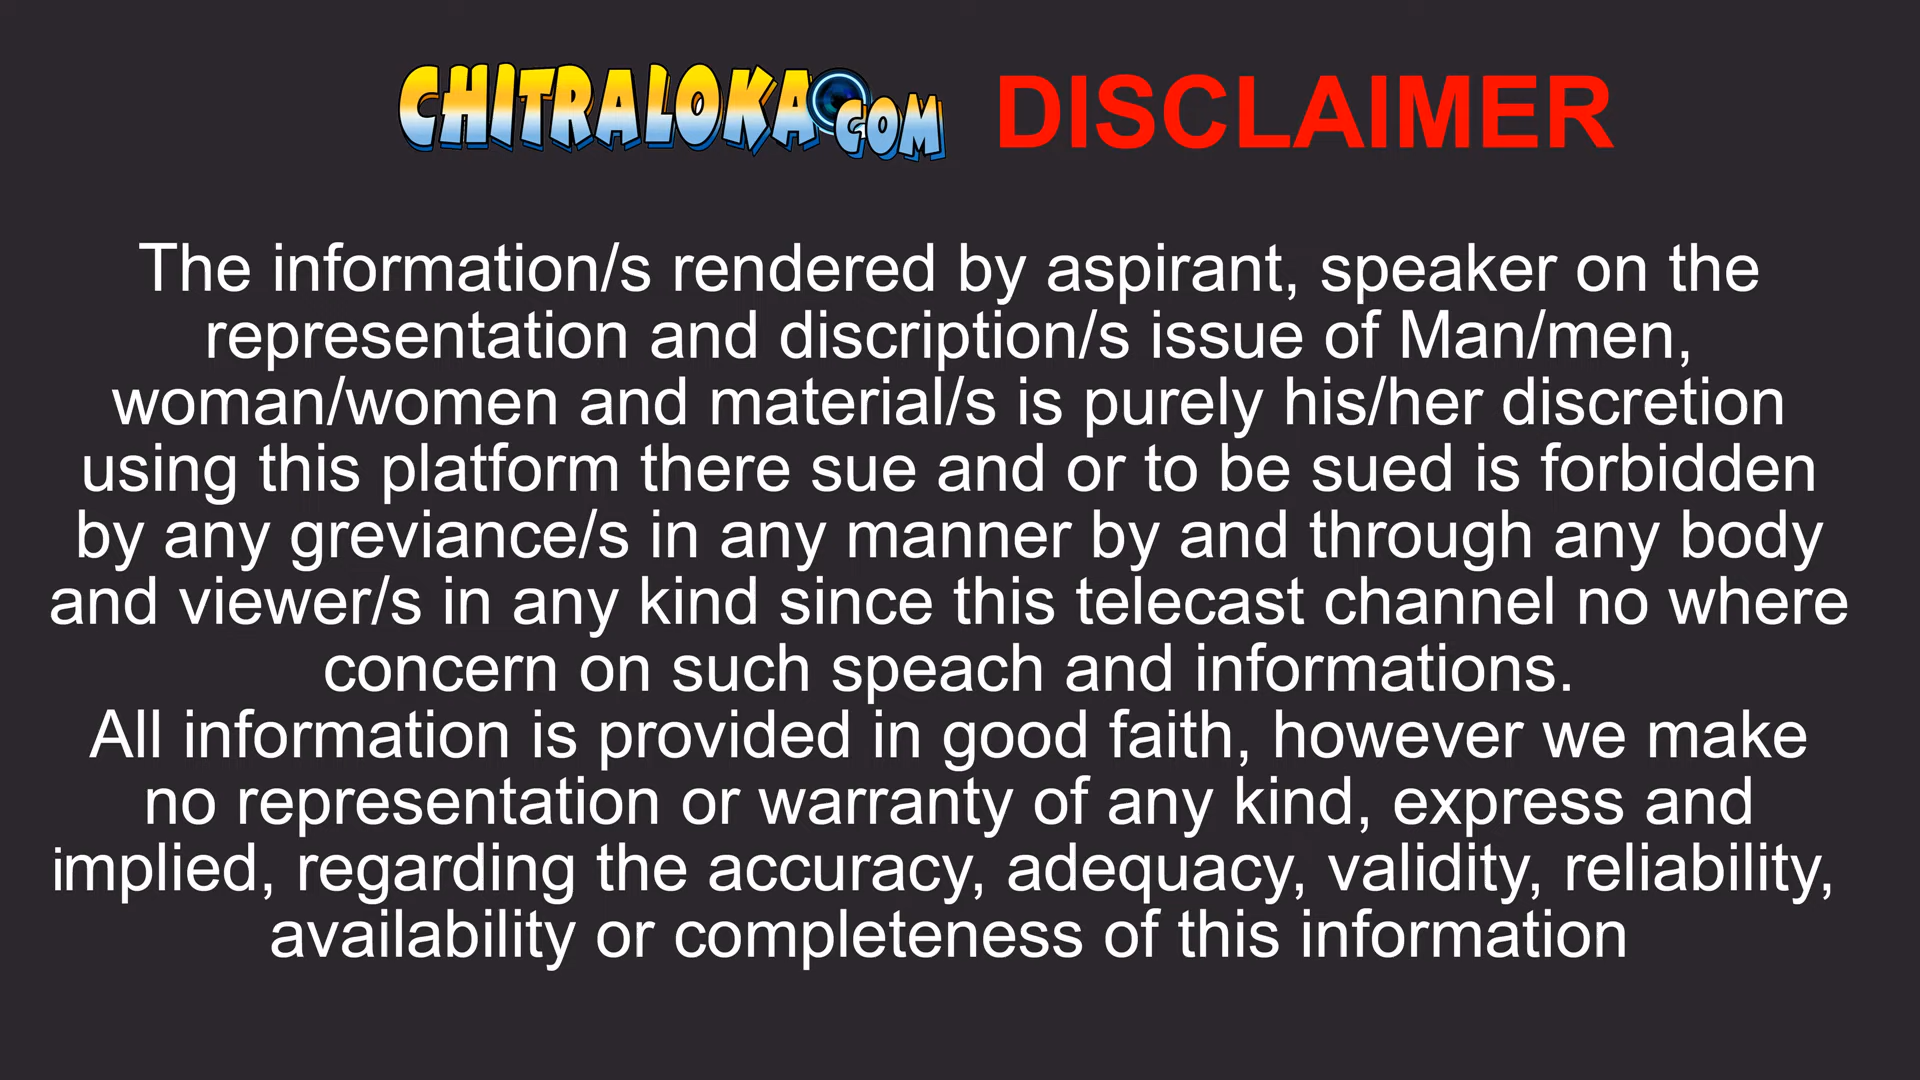 CHITRALOKA.COM DISCLAIMER
The information/s rendered by aspirant, speaker on the
representation and discription/s issue of Man/men,
woman/women and material/s is purely his/her discretion
using this platform there sue and or to be sued is forbidden
by any greviance/s in any manner by and through any body
and viewer/s in any kind since this telecast channel no where
concern on such speach and informations.
All information is provided in good faith, however we make
no representation or warranty of any kind, express and
implied, regarding the accuracy, adequacy, validity, reliability,
availability or completeness of this information